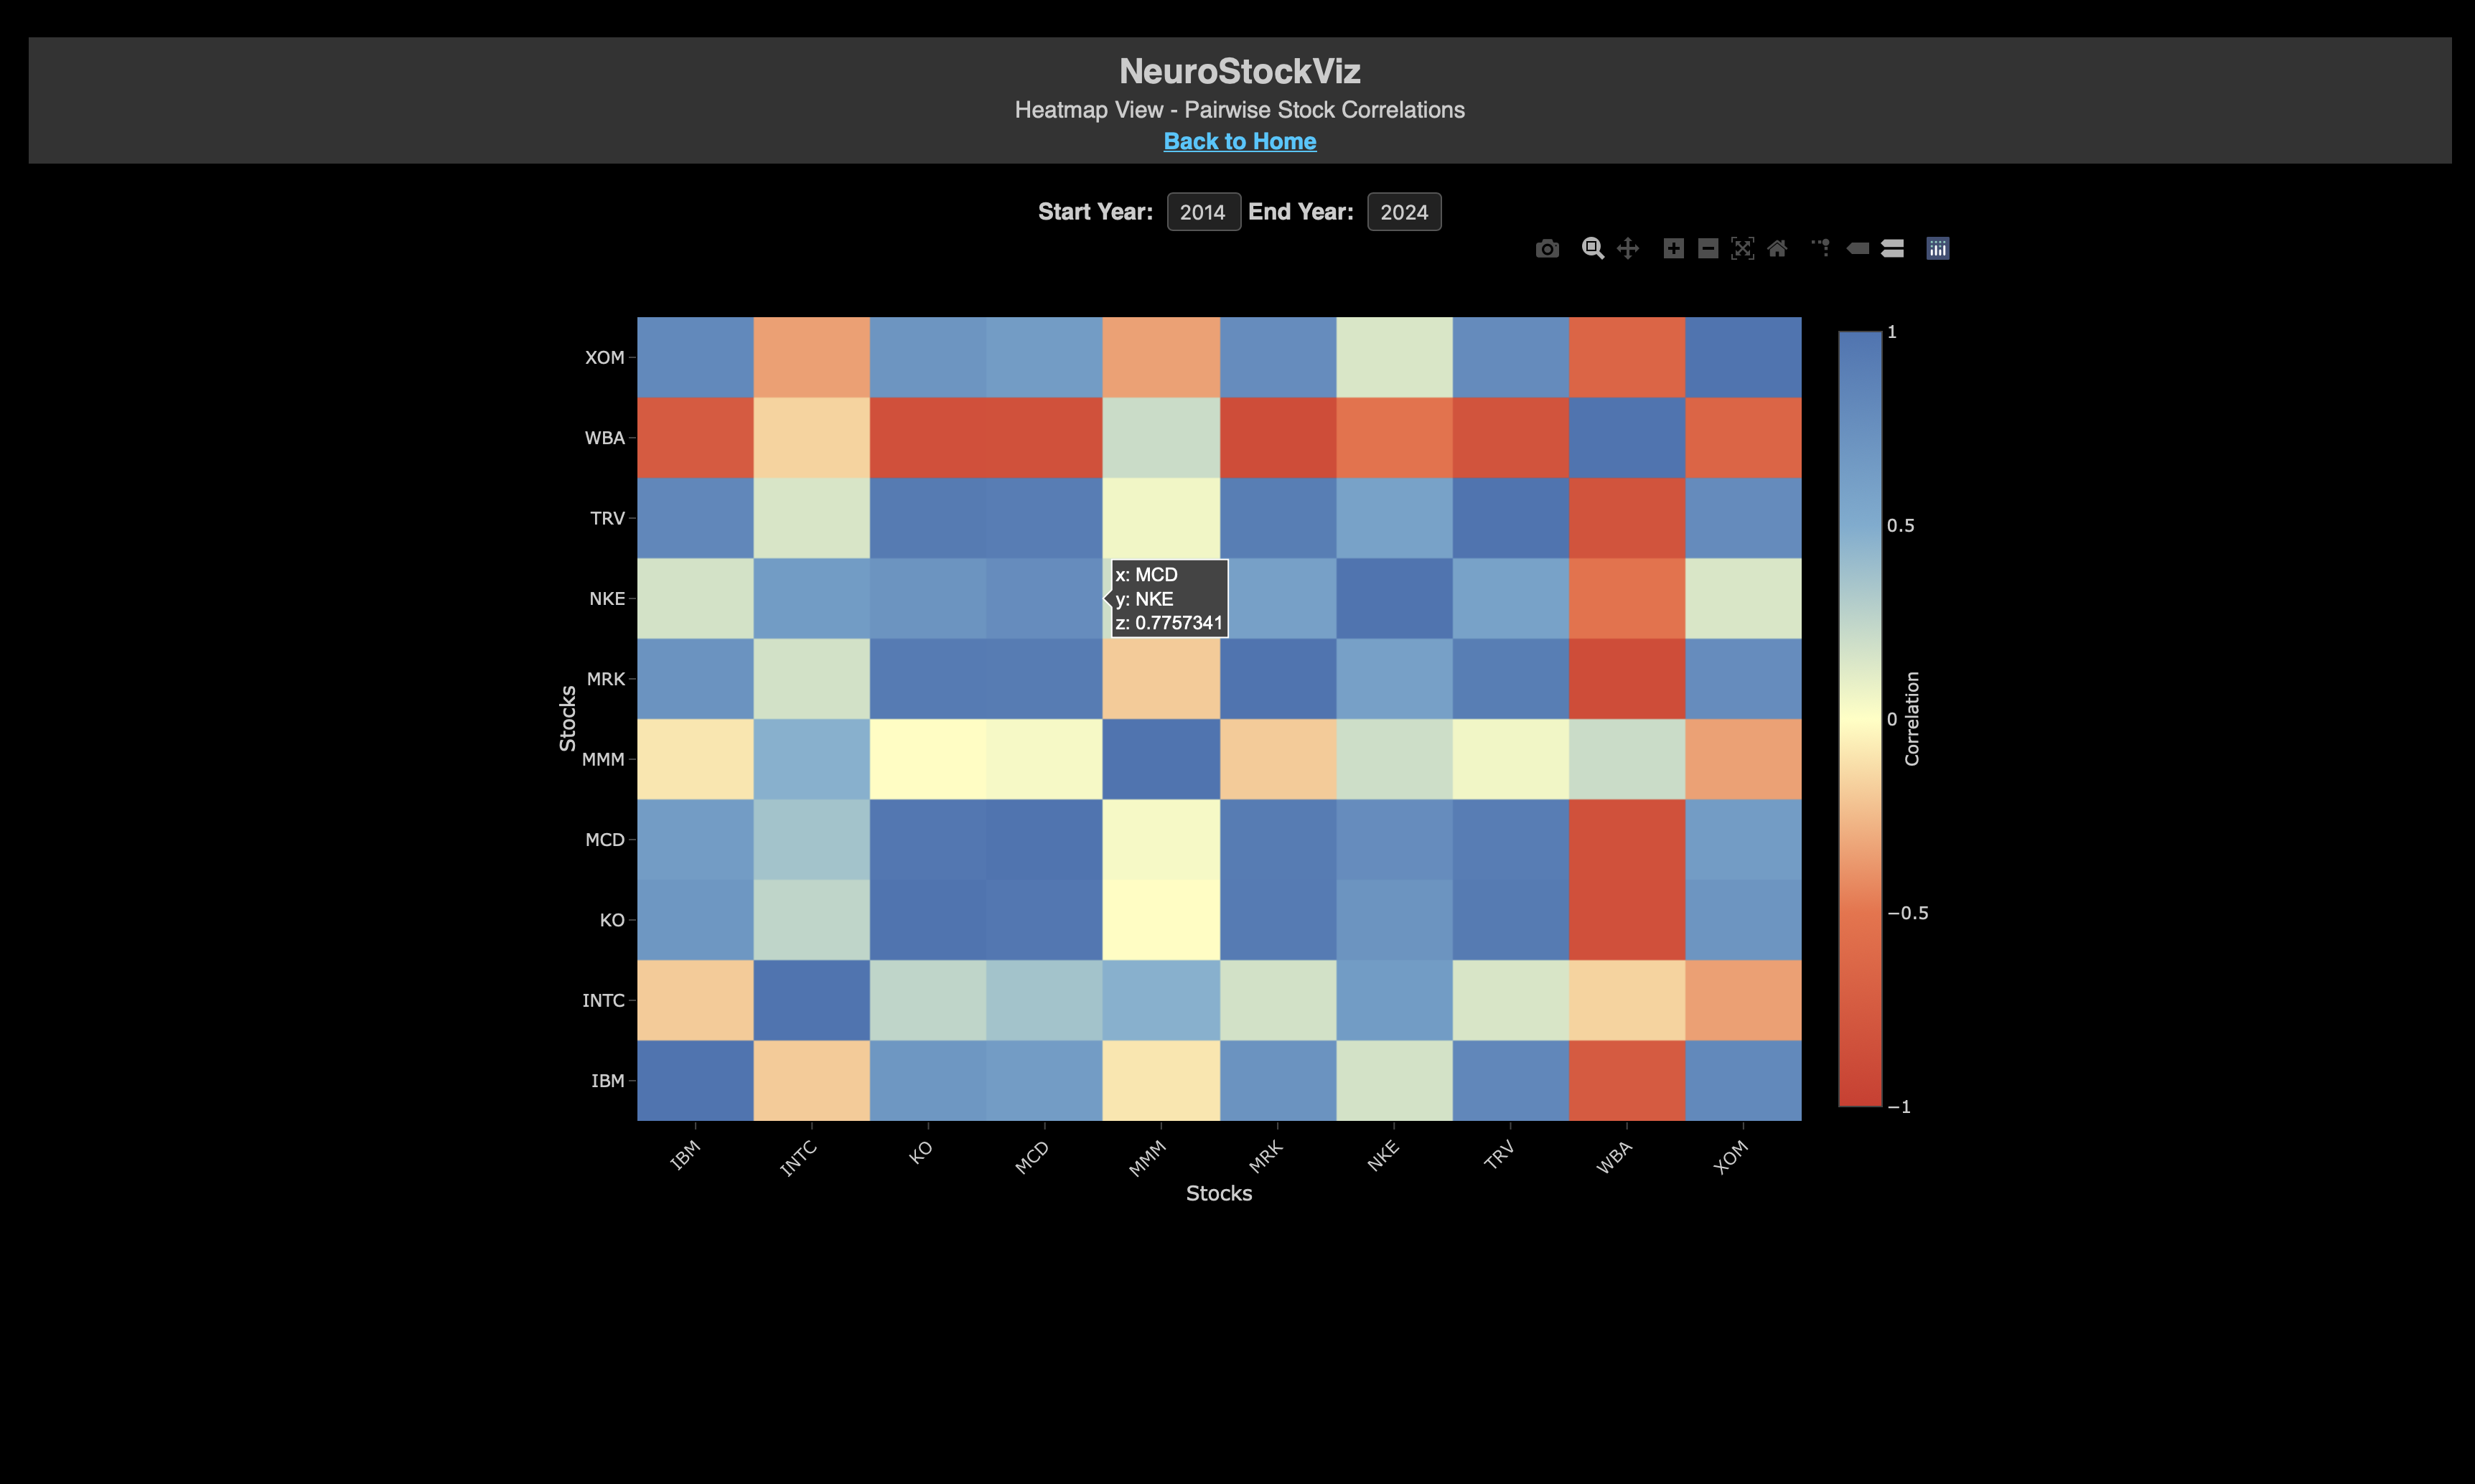 NeuroStockViz
Heatmap View - Pairwise Stock Correlations
Back to Home
Start Year: 2014 End Year: 2024
XOM
WBA
TRV
NKE
MRK
MMM
MCD
KO
INTC
IBM
Stocks
x: MCD
y: NKE
z: 0.7757341
1
0.5
0
−0.5
−1
Correlation
IBM
INTC
KO
MCD
MMM
MRK
NKE
TRV
WBA
XOM
Stocks